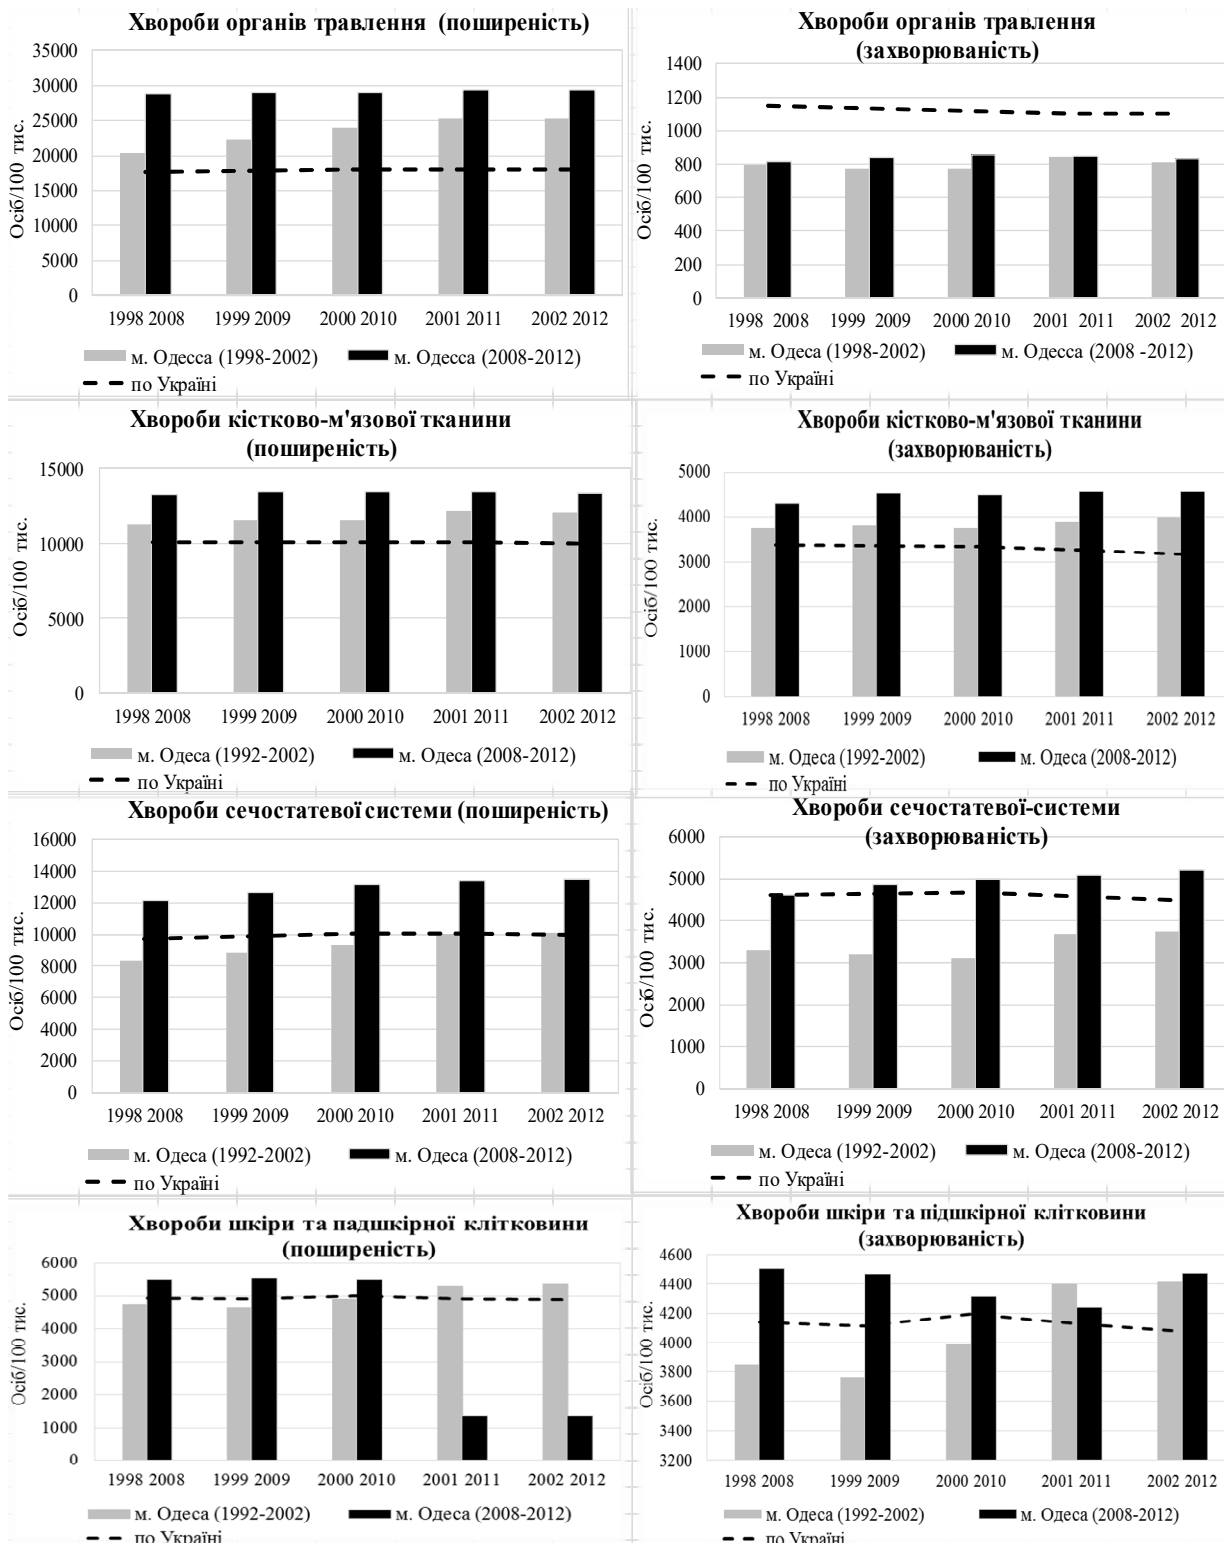 Хвороби органів травлення (поширеність)
35000
30000
25000
20000
15000
10000
5000
0
Осіб/100 тис.
1998 2008 1999 2009 2000 2010 2001 2011 2002 2012
м. Одесса (1998-2002) м. Одесса (2008-2012)
по Україні
Хвороби органів травлення
(захворюваність)
1400
1200
1000
800
600
400
200
0
Осіб/100 тис.
1998 2008 1999 2009 2000 2010 2001 2011 2002 2012
м. Одеса (1998-2002) м. Одесса (2008 -2012)
по Україні
Хвороби кістково-м'язової тканини
(поширеність)
15000
10000
5000
0
Осіб/100 тис.
1998 2008 1999 2009 2000 2010 2001 2011 2002 2012
м. Одеса (1992-2002) м. Одеса (2008-2012)
по Україні
Хвороби кістково-м'язової тканини
(захворюваність)
5000
4000
3000
2000
1000
0
Осіб/100 тис.
1998 2008 1999 2009 2000 2010 2001 2011 2002 2012
м. Одеса (1992-2002) м. Одеса (2008-2012)
по Україні
Хвороби сечостатевої системи (поширеність)
16000
14000
12000
10000
8000
6000
4000
2000
0
Осіб/100 тис.
1998 2008 1999 2009 2000 2010 2001 2011 2002 2012
м. Одеса (1992-2002) м. Одеса (2008-2012)
по Україні
Хвороби сечостатевої-системи
(захворюваність)
6000
5000
4000
3000
2000
1000
0
Осіб/100 тис.
1998 2008 1999 2009 2000 2010 2001 2011 2002 2012
м. Одеса (1992-2002) м. Одеса (2008-2012)
по Україні
Хвороби шкіри та падшкірної клітковини
(поширеність)
6000
5000
4000
3000
2000
1000
0
Осіб/100 тис.
1998 2008 1999 2009 2000 2010 2001 2011 2002 2012
м. Одеса (1992-2002) м. Одеса (2008-2012)
по Україні
Хвороби шкіри та підшкірної клітковини
(захворюваність)
4600
4400
4200
4000
3800
3600
3400
3200
Осіб/100 тис.
1998 2008 1999 2009 2000 2010 2001 2011 2002 2012
м. Одеса (1992-2002) м. Одеса (2008-2012)
по Україні